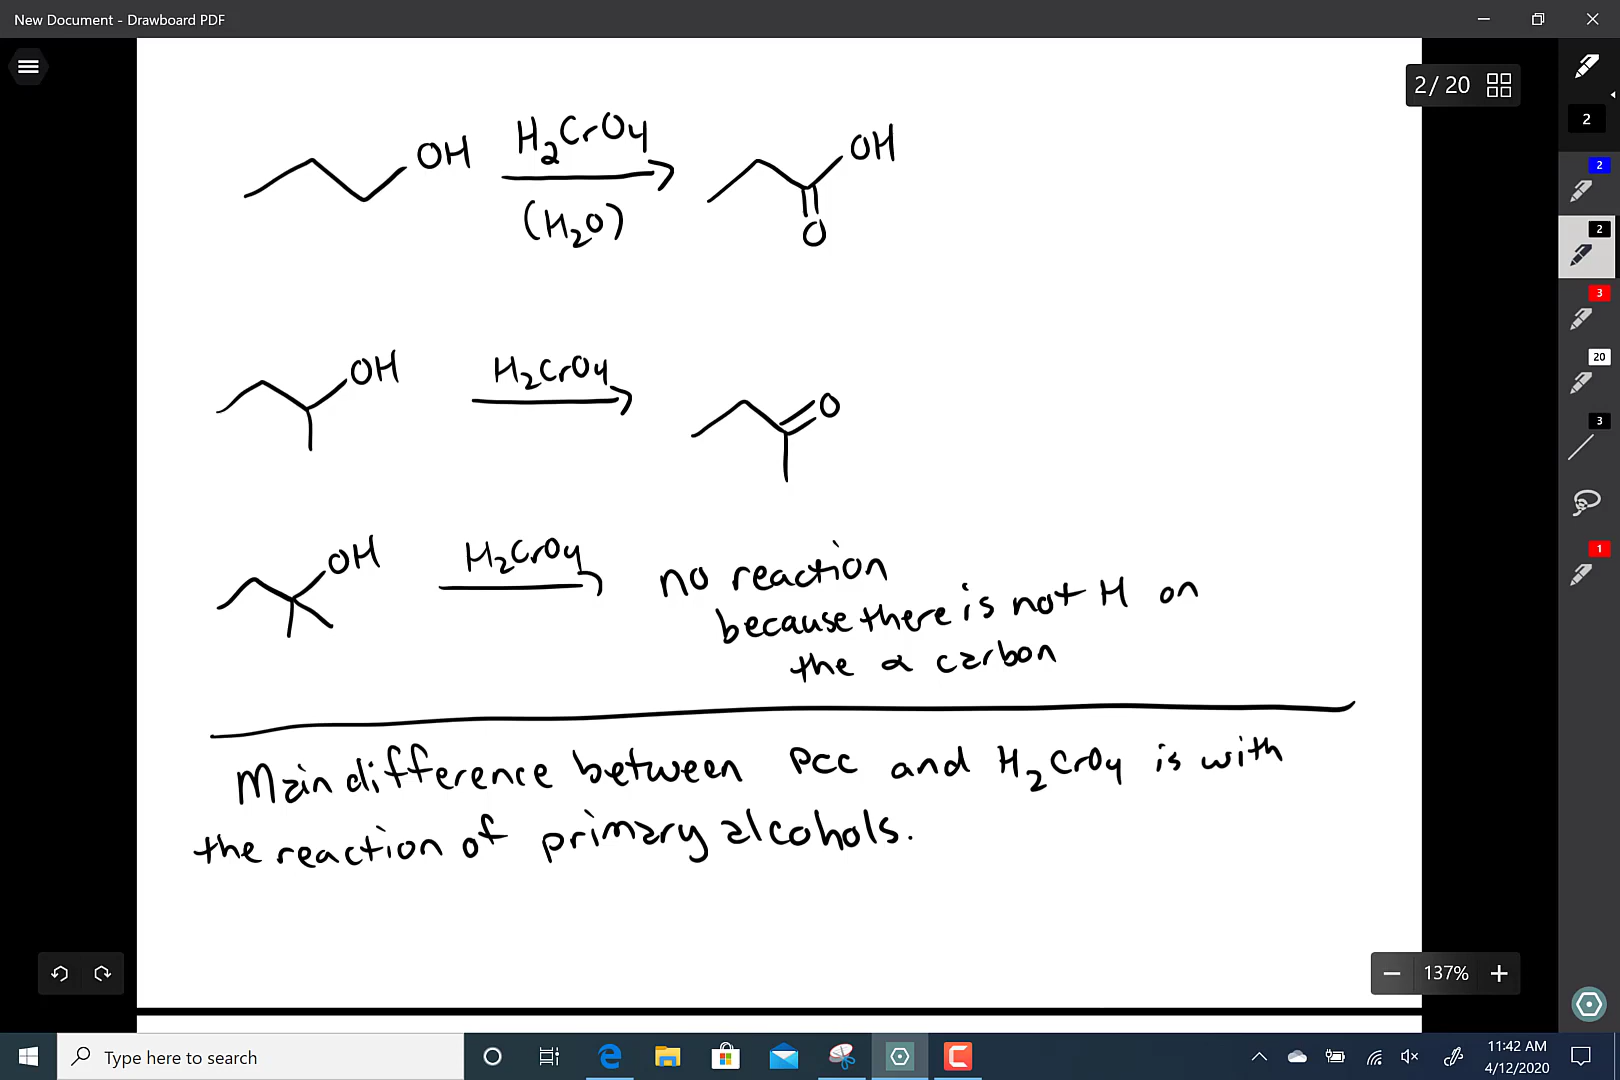 New Document - Drawboard PDF
2 / 20
2
2
2
3
20
3
1
OH H₂CrO₄ OH
(H₂O)
O
OH H₂CrO₄
O
OH H₂CrO₄ no reaction
because there is not H on
the α carbon
Main difference between PCC and H₂CrO₄ is with
the reaction of primary alcohols.
137%
Type here to search
11:42 AM
4/12/2020